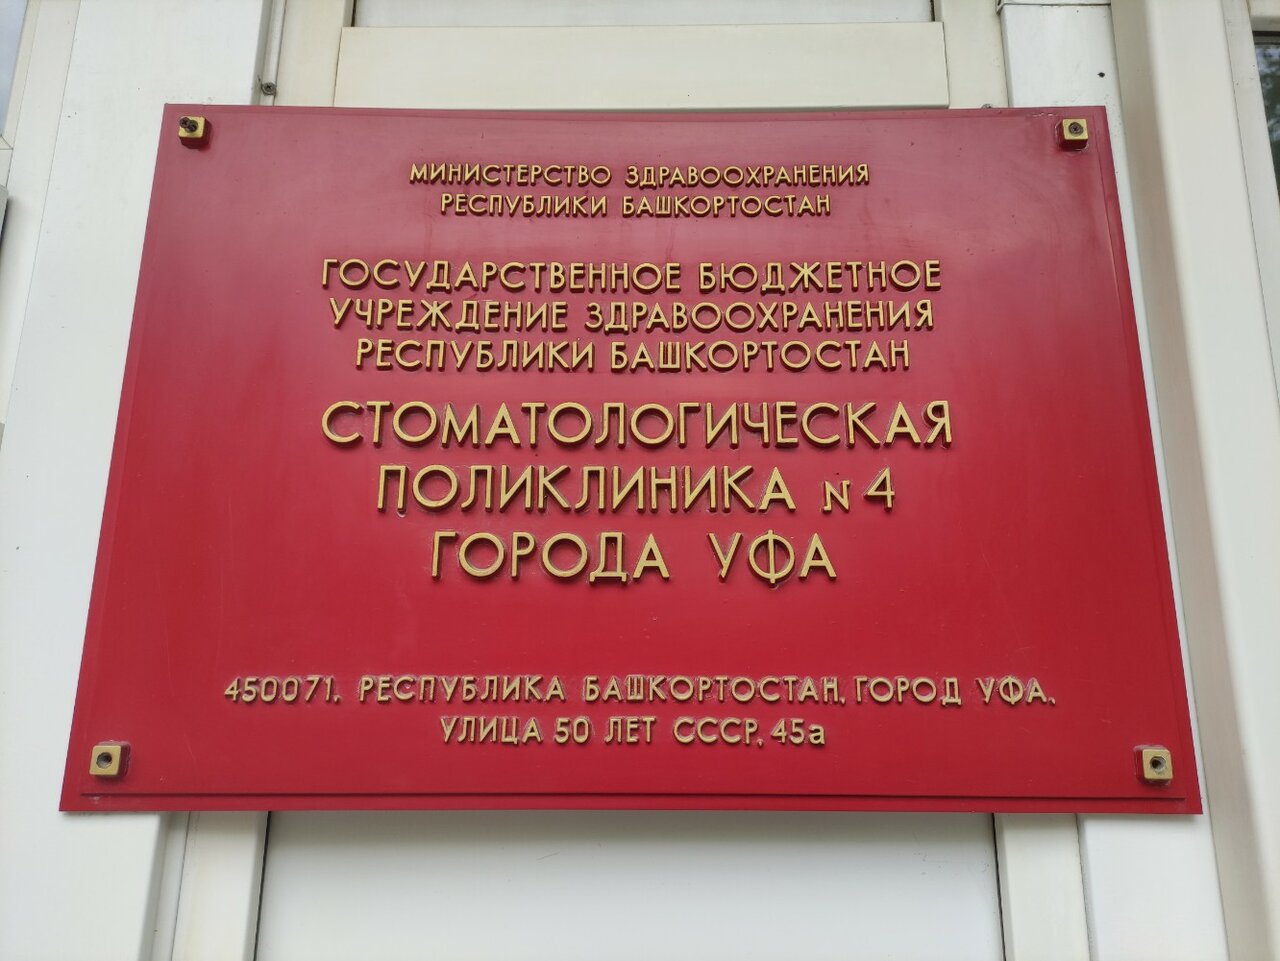 МИНИСТЕРСТВО ЗДРАВООХРАНЕНИЯ
РЕСПУБЛИКИ БАШКОРТОСТАН
ГОСУДАРСТВЕННОЕ БЮДЖЕТНОЕ
УЧРЕЖДЕНИЕ ЗДРАВООХРАНЕНИЯ
РЕСПУБЛИКИ БАШКОРТОСТАН
СТОМАТОЛОГИЧЕСКАЯ
ПОЛИКЛИНИКА N 4
ГОРОДА УФА
450071, РЕСПУБЛИКА БАШКОРТОСТАН, ГОРОД УФА,
УЛИЦА 50 ЛЕТ СССР, 45а